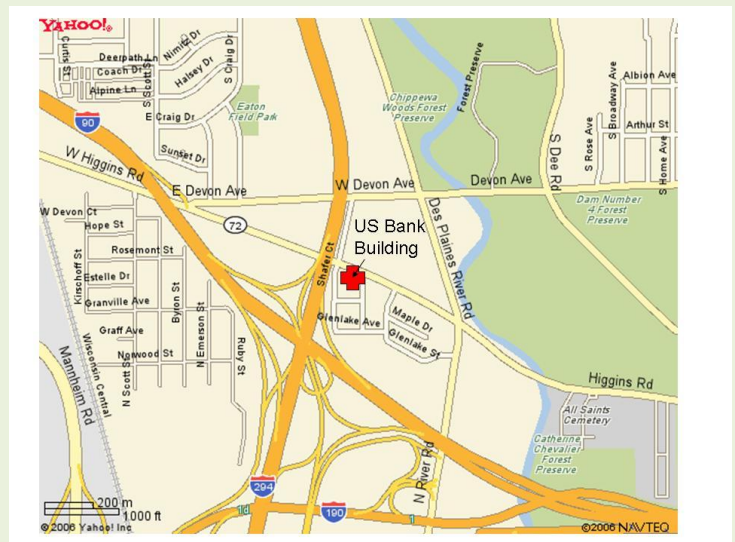 YAHOO!®
Curtis St
Deerpath Ln
Nimitz Dr
Coach Dr
Alpine Ln
S Scott St
Halsey Dr
S Craig Dr
E Craig Dr
Eaton
Field Park
90
Sunset Dr
W Higgins Rd
E Devon Ave
W Devon Ave
Devon Ave
Chippewa
Woods Forest
Preserve
Forest Preserve
S Dee Rd
Albion Ave
S Broadway Ave
Arthur St
S Rose Ave
S Home Ave
Dam Number
4 Forest
Preserve
W Devon Ct
Hope St
72
US Bank
Building
Des Plaines River Rd
Kirschoff St
Rosemont St
Estelle Dr
Granville Ave
Byron St
Graff Ave
Norwood St
N Emerson St
Ruby St
N Scott St
Wisconsin Central
Mannheim Rd
Shafer Ct
Glenlake Ave
Maple Dr
Glenlake St
Higgins Rd
All Saints
Cemetery
Catherine
Chevalier
Forest
Preserve
N River Rd
294
190
1d
1
200 m
1000 ft
©2006 Yahoo! Inc
©2006 NAVTEQ